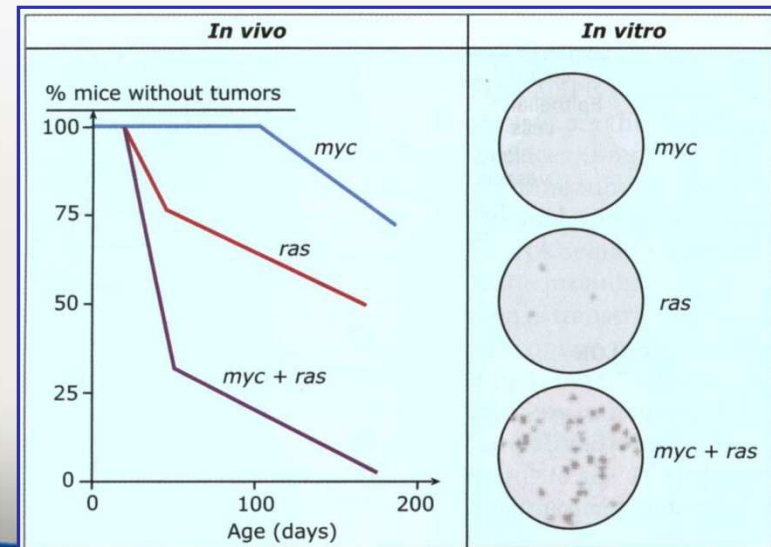 In vivo
In vitro
% mice without tumors
100
75
50
25
0
myc
ras
myc + ras
0
100
200
Age (days)
myc
ras
myc + ras